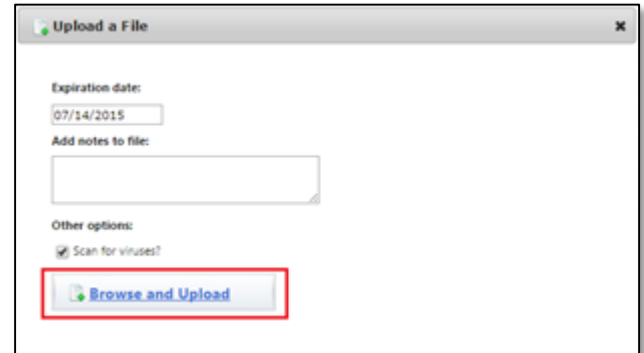 Upload a File
Expiration date:
07/14/2015
Add notes to file:
Other options:
Scan for viruses?
Browse and Upload